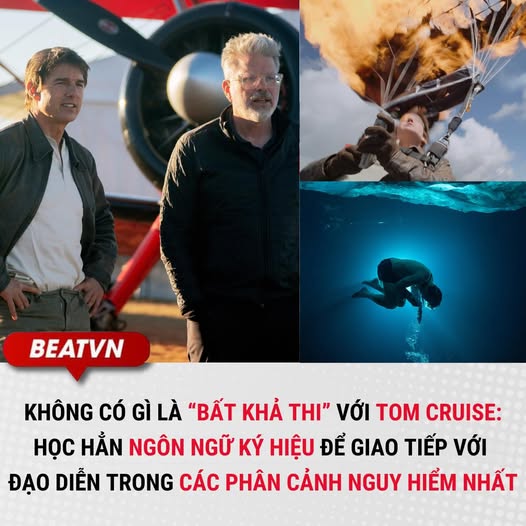 BEATVN
KHÔNG CÓ GÌ LÀ “BẤT KHẢ THI” VỚI TOM CRUISE:
HỌC HẲN NGÔN NGỮ KÝ HIỆU ĐỂ GIAO TIẾP VỚI
ĐẠO DIỄN TRONG CÁC PHÂN CẢNH NGUY HIỂM NHẤT